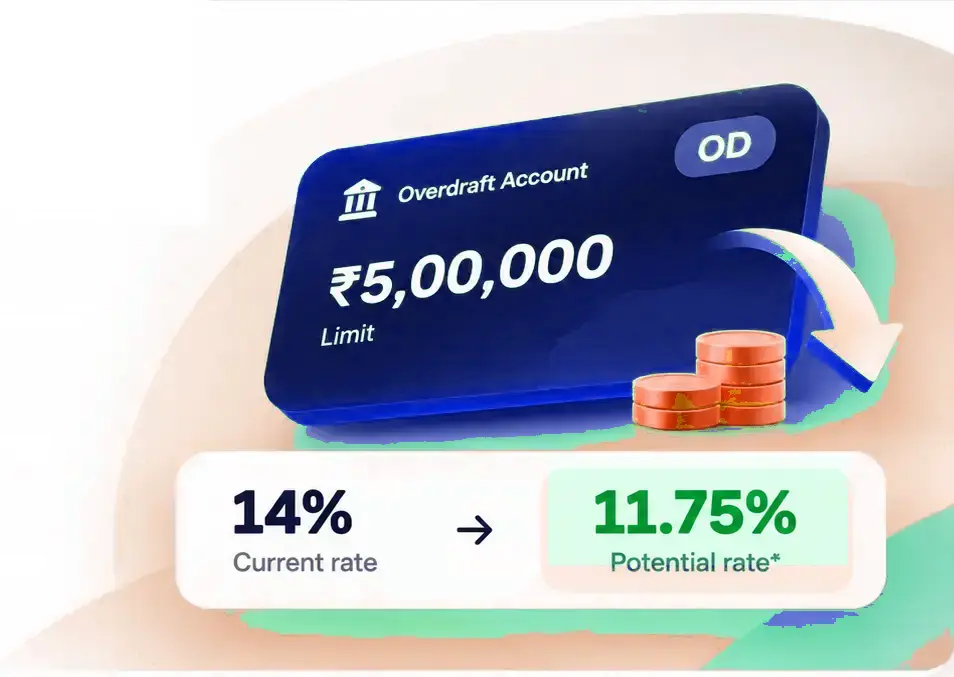 OD
Overdraft Account
₹5,00,000
Limit
14%
Current rate
11.75%
Potential rate*